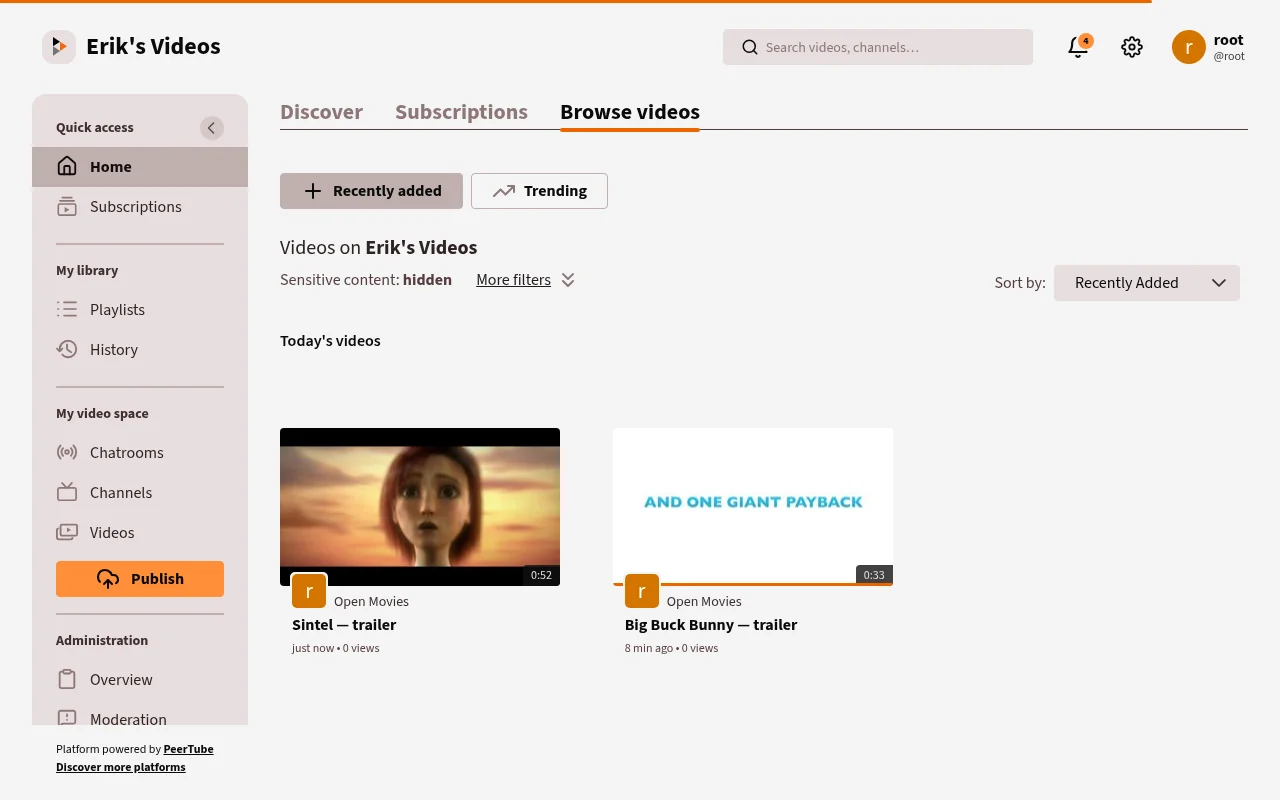 Erik's Videos
Search videos, channels…
4
r
root
@root
Quick access
Home
Subscriptions
My library
Playlists
History
My video space
Chatrooms
Channels
Videos
Publish
Administration
Overview
Moderation
Platform powered by PeerTube
Discover more platforms
Discover
Subscriptions
Browse videos
Recently added
Trending
Videos on Erik's Videos
Sensitive content: hidden
More filters
Sort by:
Recently Added
Today's videos
0:52
r
Open Movies
Sintel — trailer
just now • 0 views
AND ONE GIANT PAYBACK
0:33
r
Open Movies
Big Buck Bunny — trailer
8 min ago • 0 views